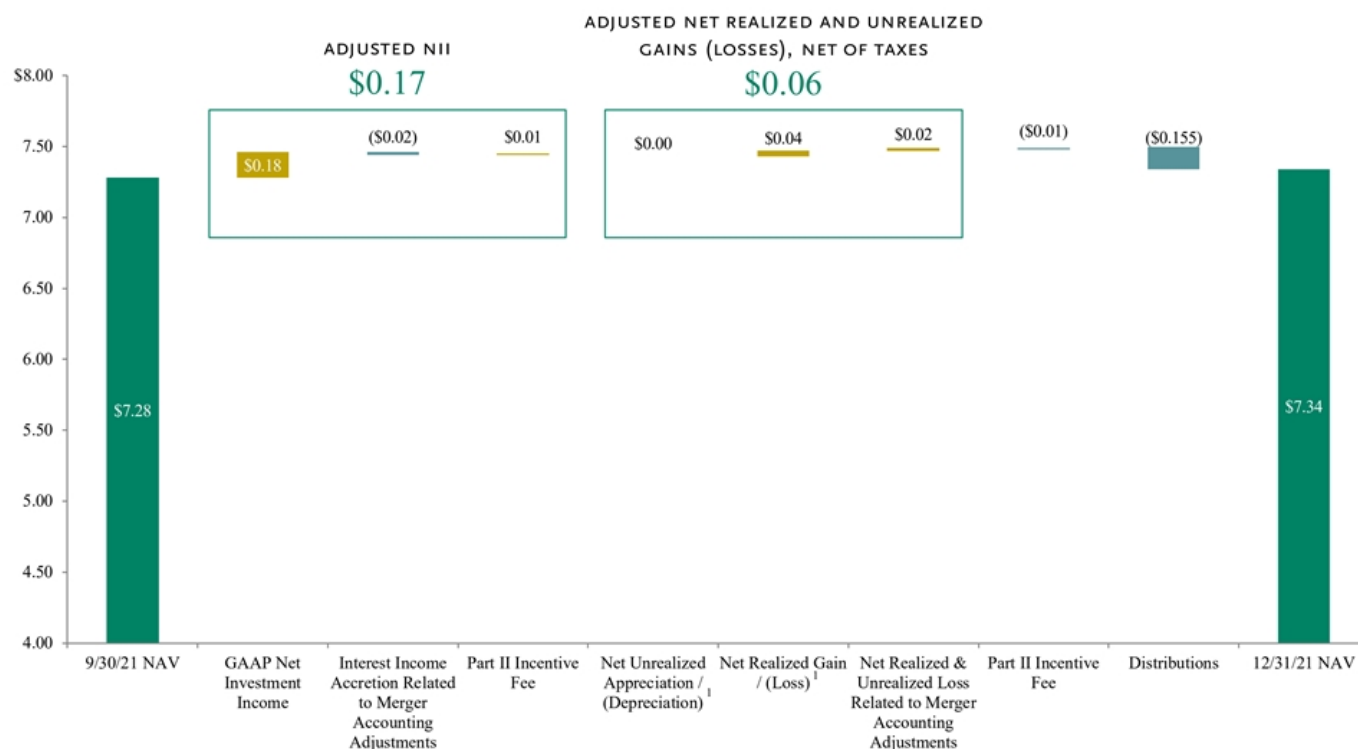 ADJUSTED NET REALIZED AND UNREALIZED
GAINS (LOSSES), NET OF TAXES
$0.06
ADJUSTED NII
$0.17
$8.00
7.50
7.00
6.50
6.00
5.50
5.00
4.50
4.00
$7.28
$0.18
($0.02)
$0.01
$0.00
$0.04
$0.02
($0.01)
($0.155)
$7.34
9/30/21 NAV
GAAP Net
Investment
Income
Interest Income
Accretion Related
to Merger
Accounting
Adjustments
Part II Incentive
Fee
Net Unrealized
Appreciation /
(Depreciation) 1
Net Realized Gain
/ (Loss) 1
Net Realized &
Unrealized Loss
Related to Merger
Accounting
Adjustments
Part II Incentive
Fee
Distributions
12/31/21 NAV